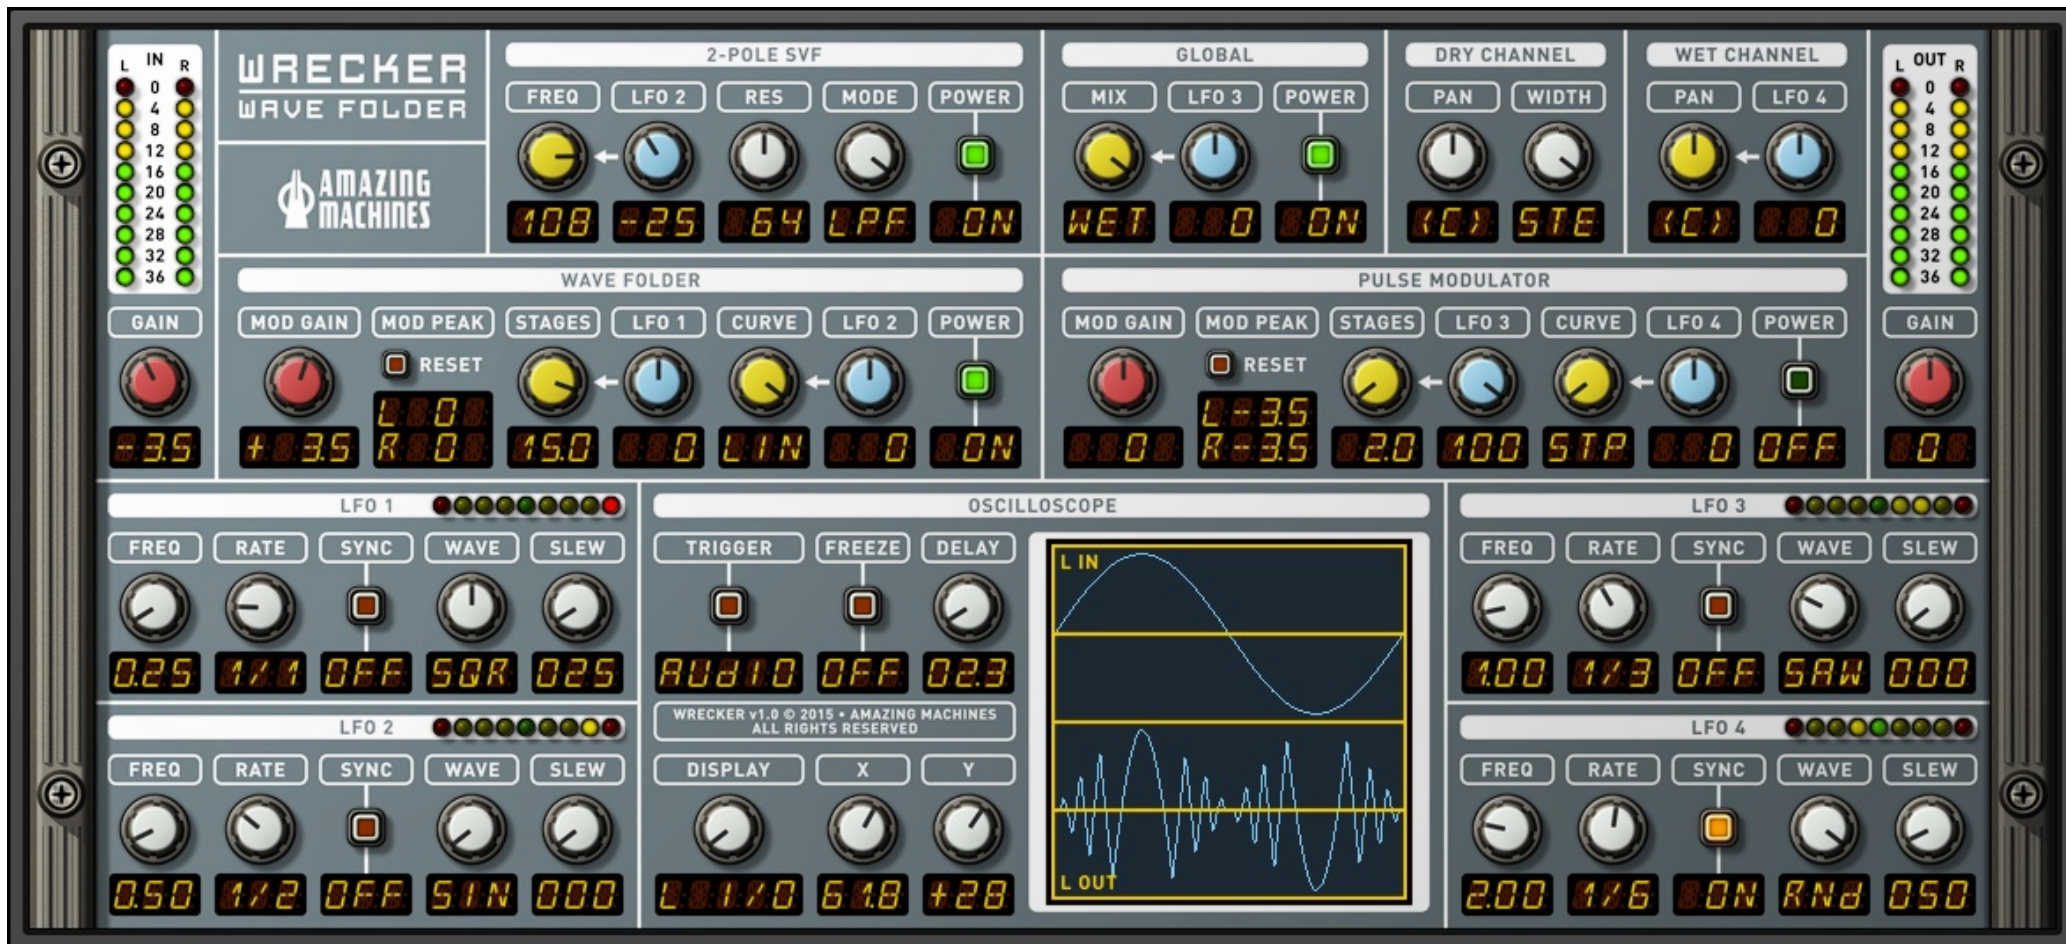 L IN R
0
4
8
12
16
20
24
28
32
36
GAIN
-3.5
WRECKER
WAVE FOLDER
AMAZING
MACHINES
2-POLE SVF
FREQ LFO 2 RES MODE POWER
108 -25 64 LPF ON
GLOBAL
MIX LFO 3 POWER
WET 0 ON
DRY CHANNEL
PAN WIDTH
(C) STE
WET CHANNEL
PAN LFO 4
(C) 0
L OUT R
0
4
8
12
16
20
24
28
32
36
GAIN
0
WAVE FOLDER
MOD GAIN MOD PEAK STAGES LFO 1 CURVE LFO 2 POWER
RESET
L 0
R 0
+ 3.5 15.0 0 LIN 0 ON
PULSE MODULATOR
MOD GAIN MOD PEAK STAGES LFO 3 CURVE LFO 4 POWER
RESET
L -3.5
R -3.5
0 2.0 100 STP 0 OFF
LFO 1
FREQ RATE SYNC WAVE SLEW
0.25 1/1 OFF SQR 025
LFO 2
FREQ RATE SYNC WAVE SLEW
0.50 1/2 OFF SIN 000
OSCILLOSCOPE
TRIGGER FREEZE DELAY
AUDIO OFF 02.3
WRECKER v1.0 © 2015 • AMAZING MACHINES
ALL RIGHTS RESERVED
DISPLAY X Y
L I/O 61.8 +28
L IN
L OUT
LFO 3
FREQ RATE SYNC WAVE SLEW
1.00 1/3 OFF SAW 000
LFO 4
FREQ RATE SYNC WAVE SLEW
2.00 1/6 ON RNd 050